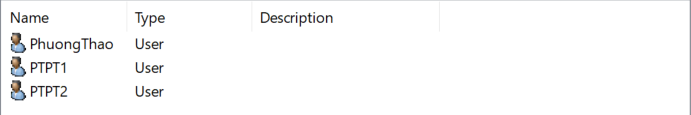 Name Type Description
PhuongThao User
PTPT1 User
PTPT2 User